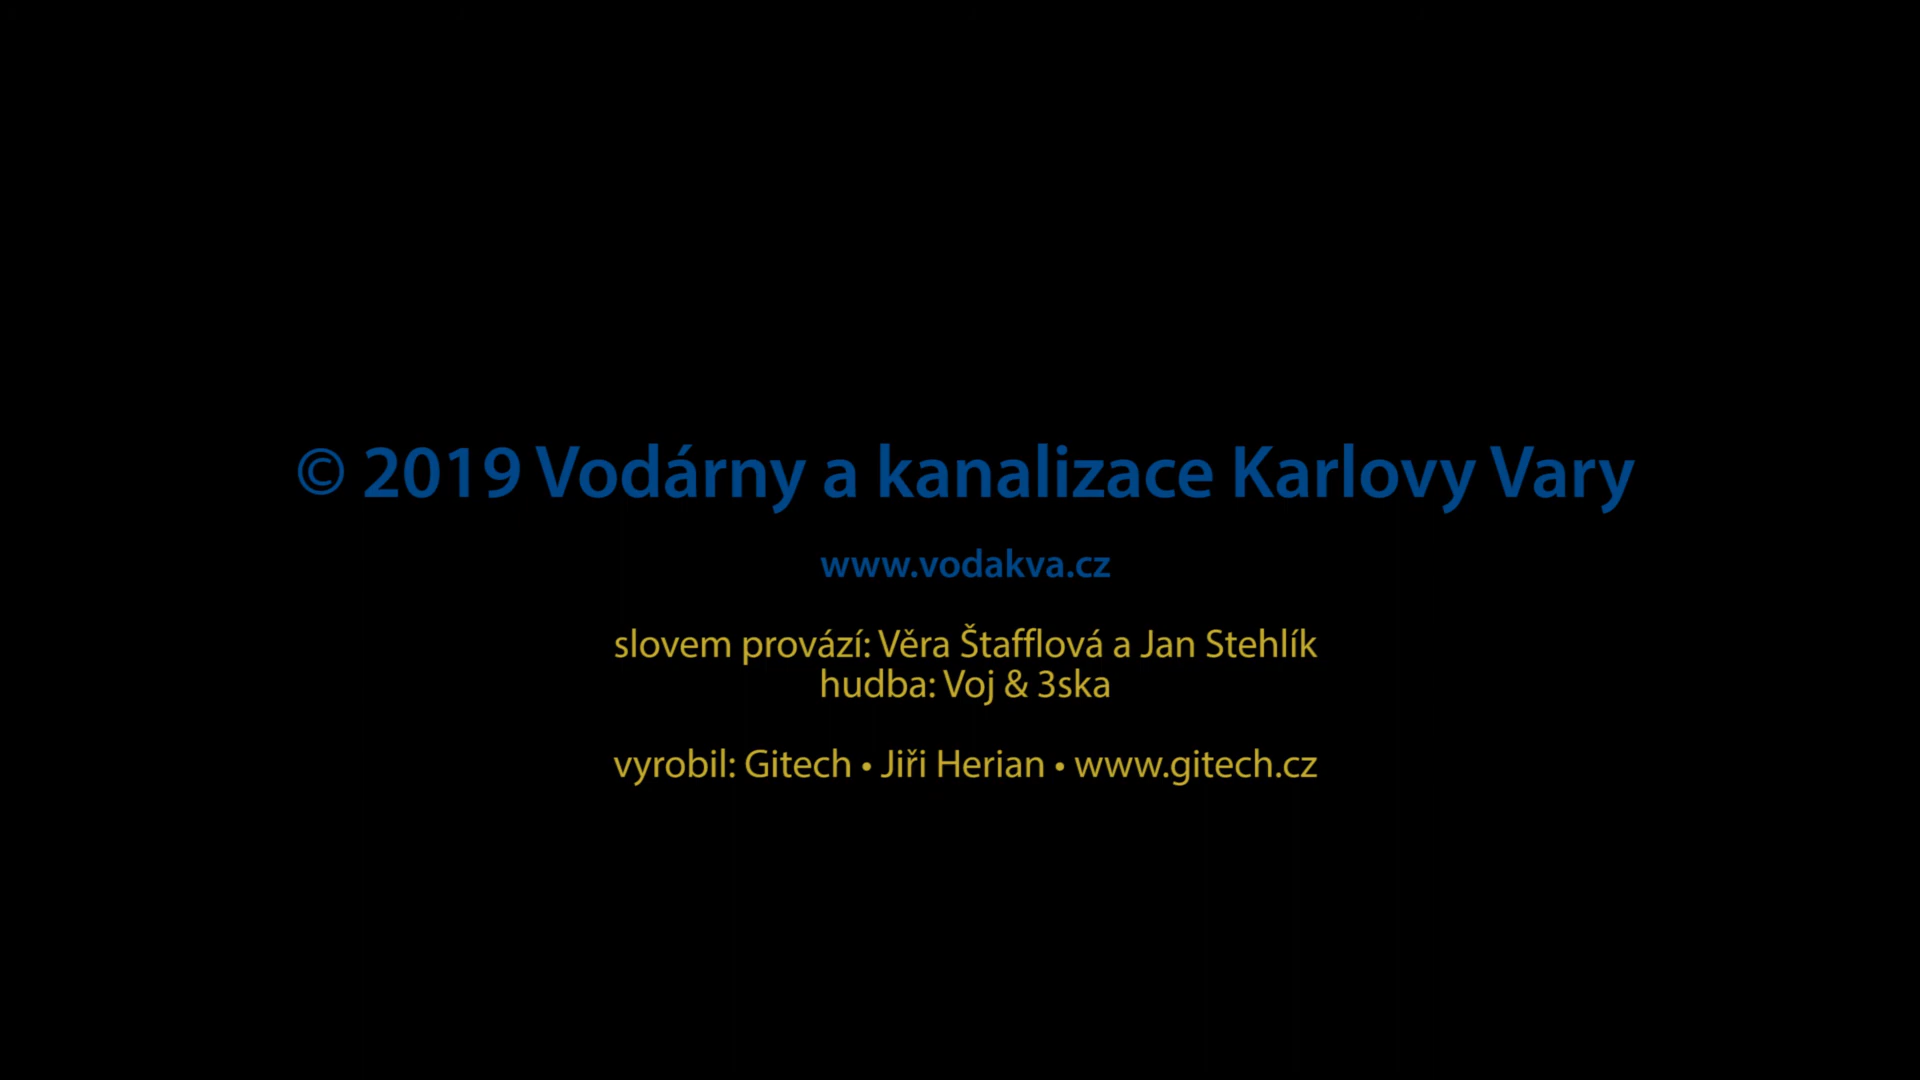 © 2019 Vodárny a kanalizace Karlovy Vary
www.vodakva.cz
slovem provází: Věra Štafflová a Jan Stehlík
hudba: Voj & 3ska
vyrobil: Gitech • Jiři Herian • www.gitech.cz